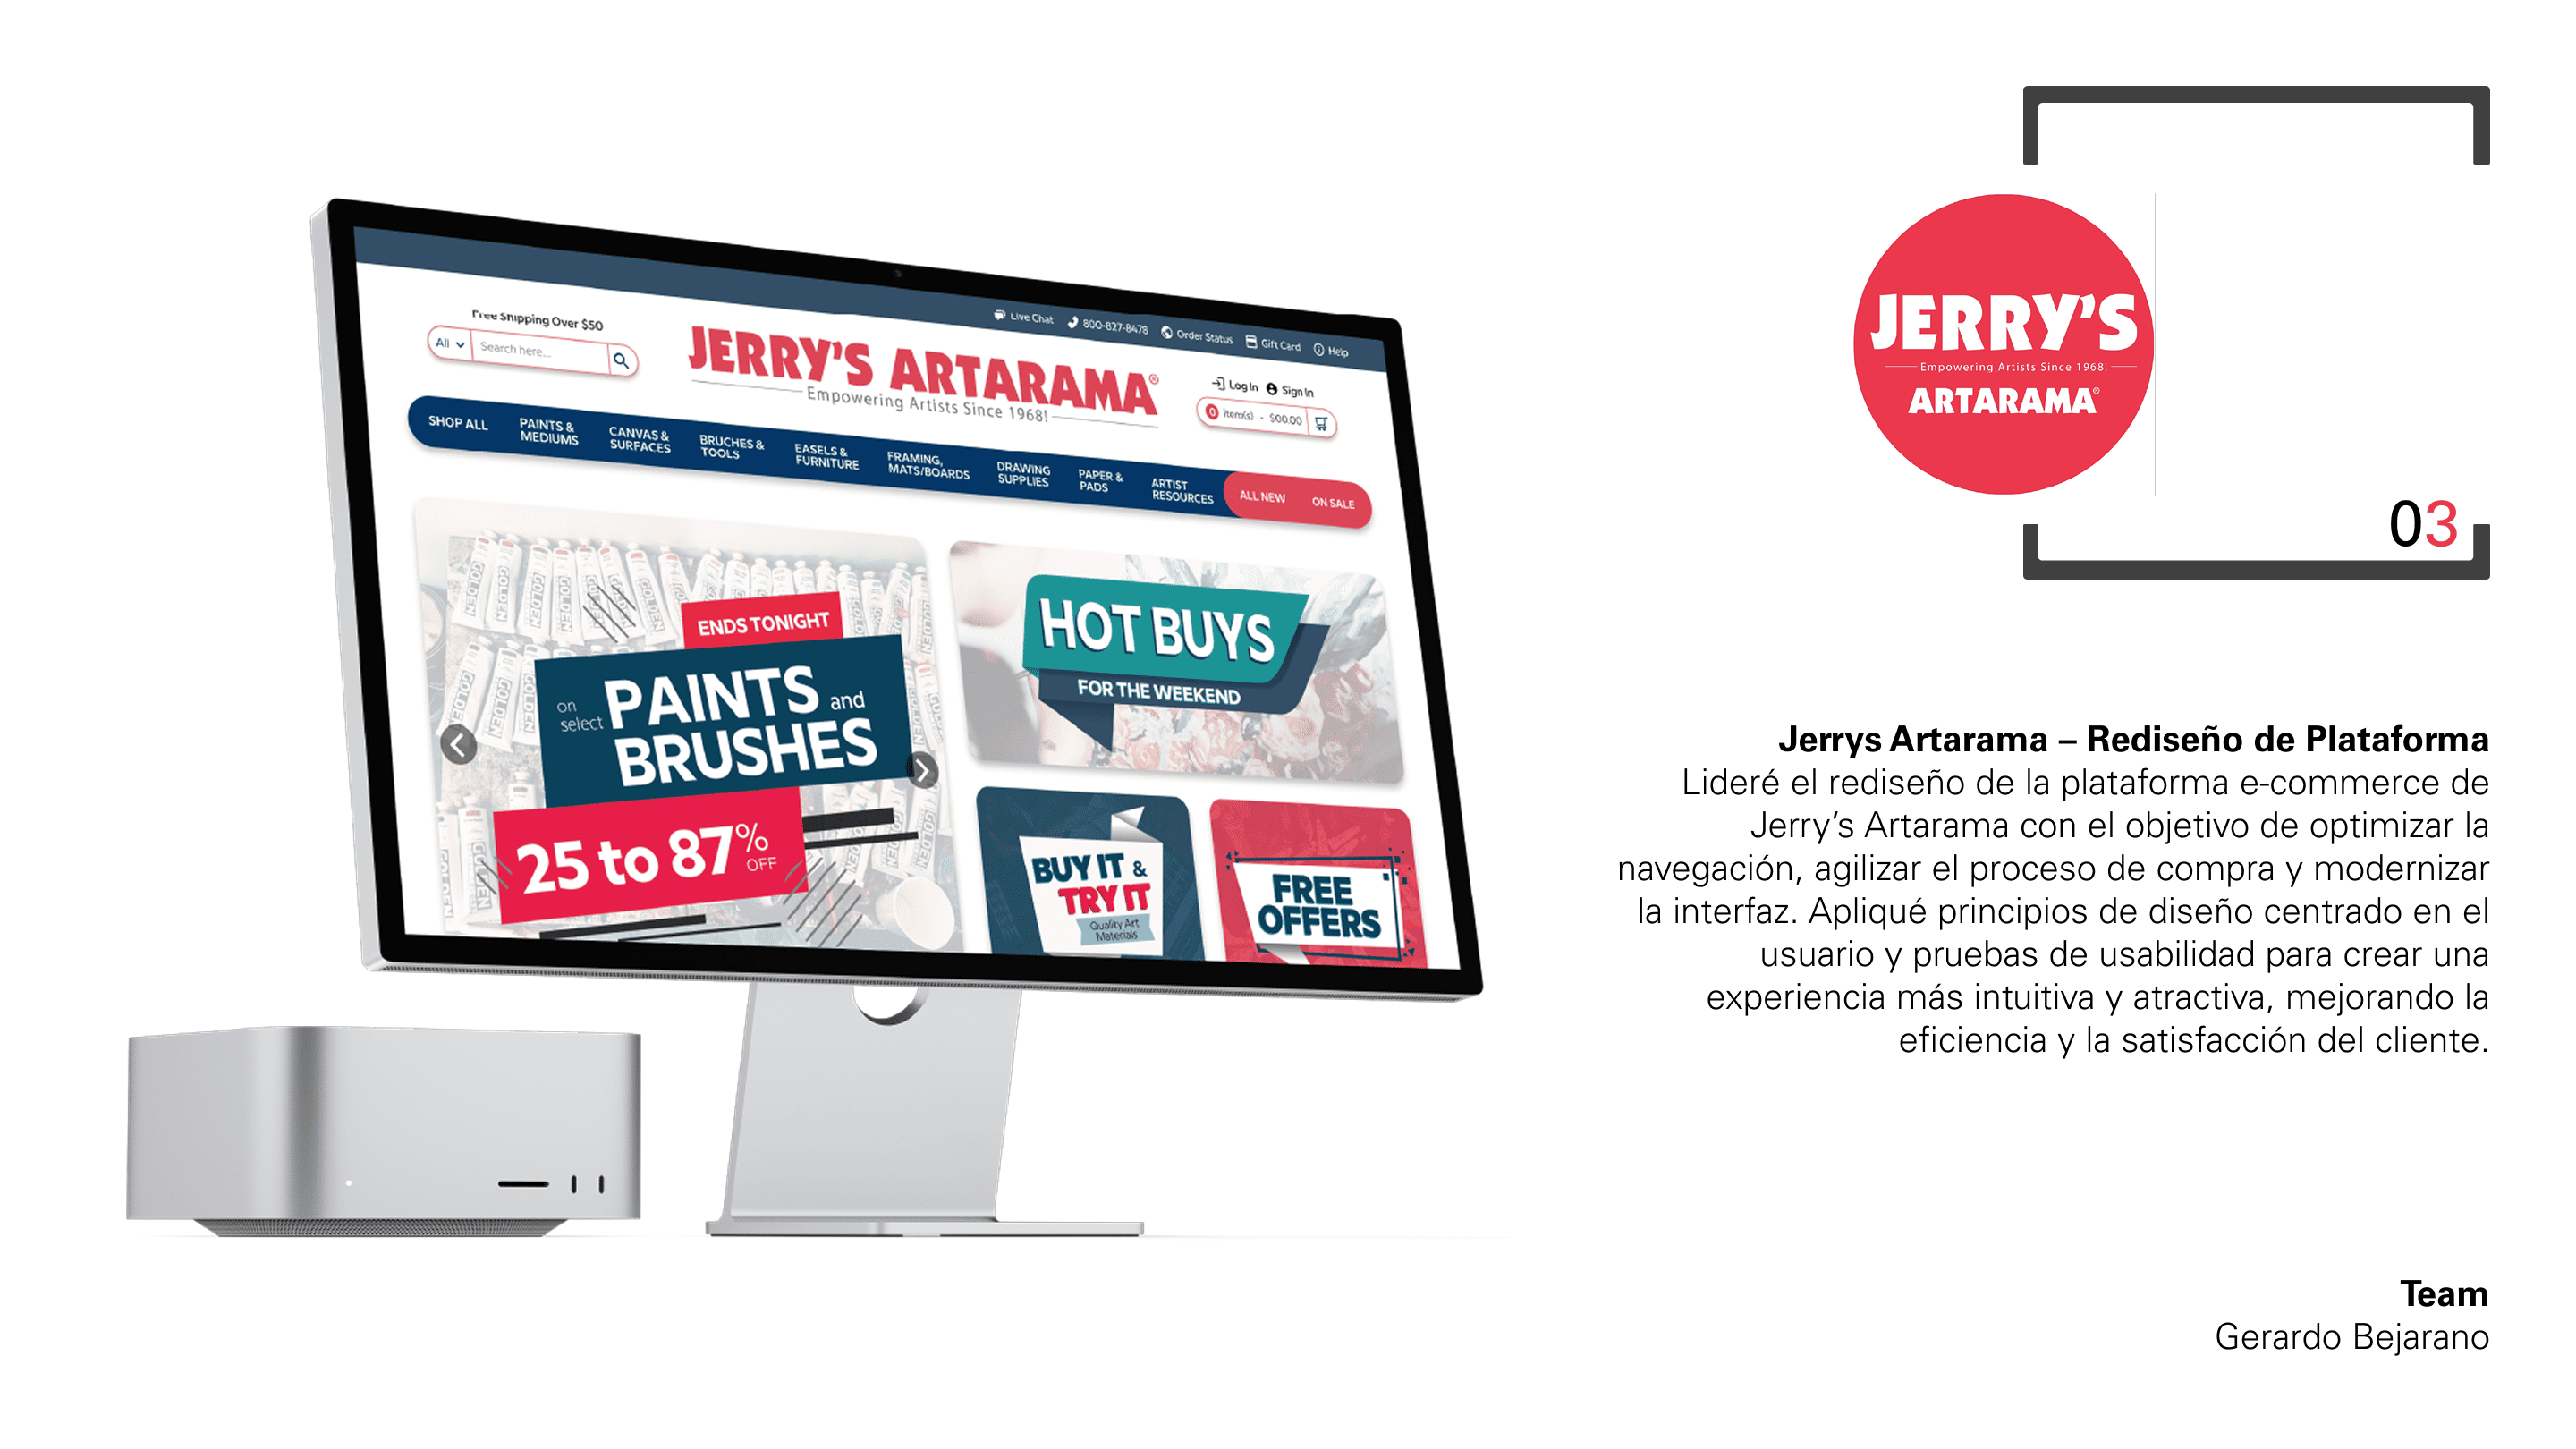 Live Chat
800-827-8478
Order Status
Gift Card
Help
Free Shipping Over $50
All
Search here...
JERRY'S ARTARAMA®
Empowering Artists Since 1968!
Log In
Sign In
0 item(s) - $00.00
SHOP ALL
PAINTS &
MEDIUMS
CANVAS &
SURFACES
BRUCHES &
TOOLS
EASELS &
FURNITURE
FRAMING,
MATS/BOARDS
DRAWING
SUPPLIES
PAPER &
PADS
ARTIST
RESOURCES
ALL NEW
ON SALE
GOLDEN
ENDS TONIGHT
on
select
PAINTS and
BRUSHES
25 to 87%
OFF
HOT BUYS
FOR THE WEEKEND
BUY IT &
TRY IT
Quality Art
Materials
FREE
OFFERS
JERRY'S
Empowering Artists Since 1968!
ARTARAMA®
03
Jerrys Artarama – Rediseño de Plataforma
Lideré el rediseño de la plataforma e-commerce de
Jerry’s Artarama con el objetivo de optimizar la
navegación, agilizar el proceso de compra y modernizar
la interfaz. Apliqué principios de diseño centrado en el
usuario y pruebas de usabilidad para crear una
experiencia más intuitiva y atractiva, mejorando la
eficiencia y la satisfacción del cliente.
Team
Gerardo Bejarano